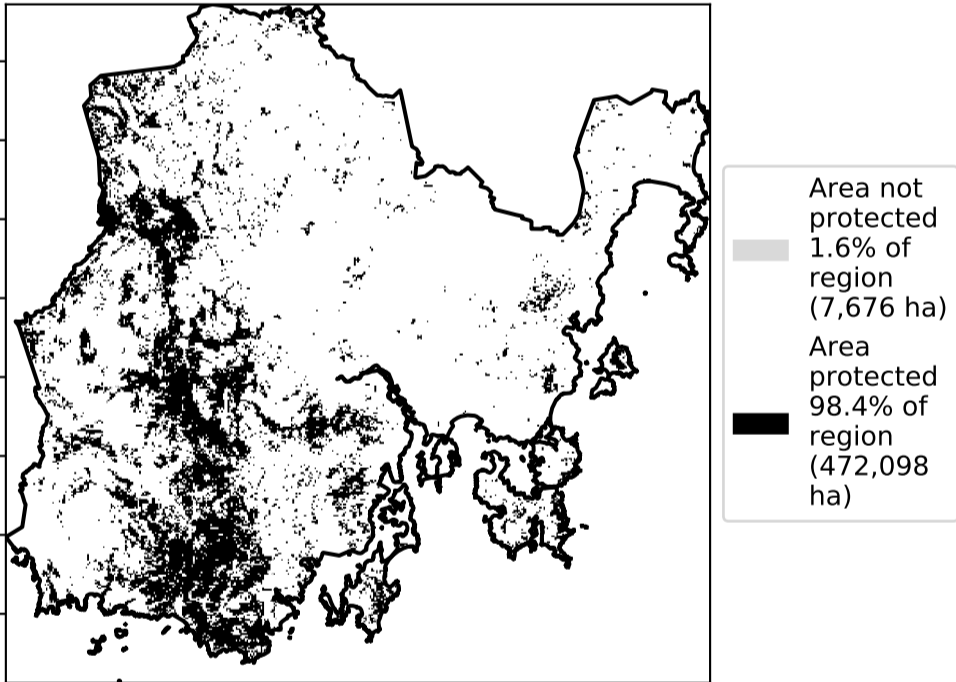 Area not
protected
1.6% of
region
(7,676 ha)
Area
protected
98.4% of
region
(472,098
ha)